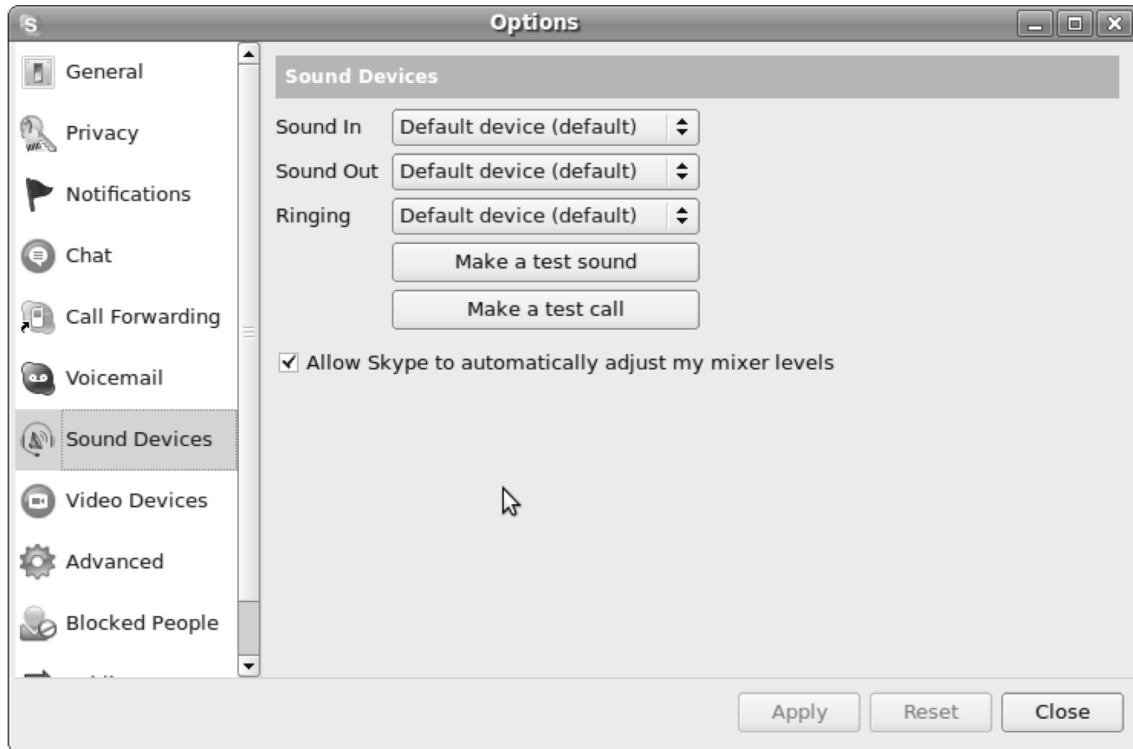 Options
General
Privacy
Notifications
Chat
Call Forwarding
Voicemail
Sound Devices
Video Devices
Advanced
Blocked People
Sound Devices
Sound In Default device (default)
Sound Out Default device (default)
Ringing Default device (default)
Make a test sound
Make a test call
Allow Skype to automatically adjust my mixer levels
Apply Reset Close